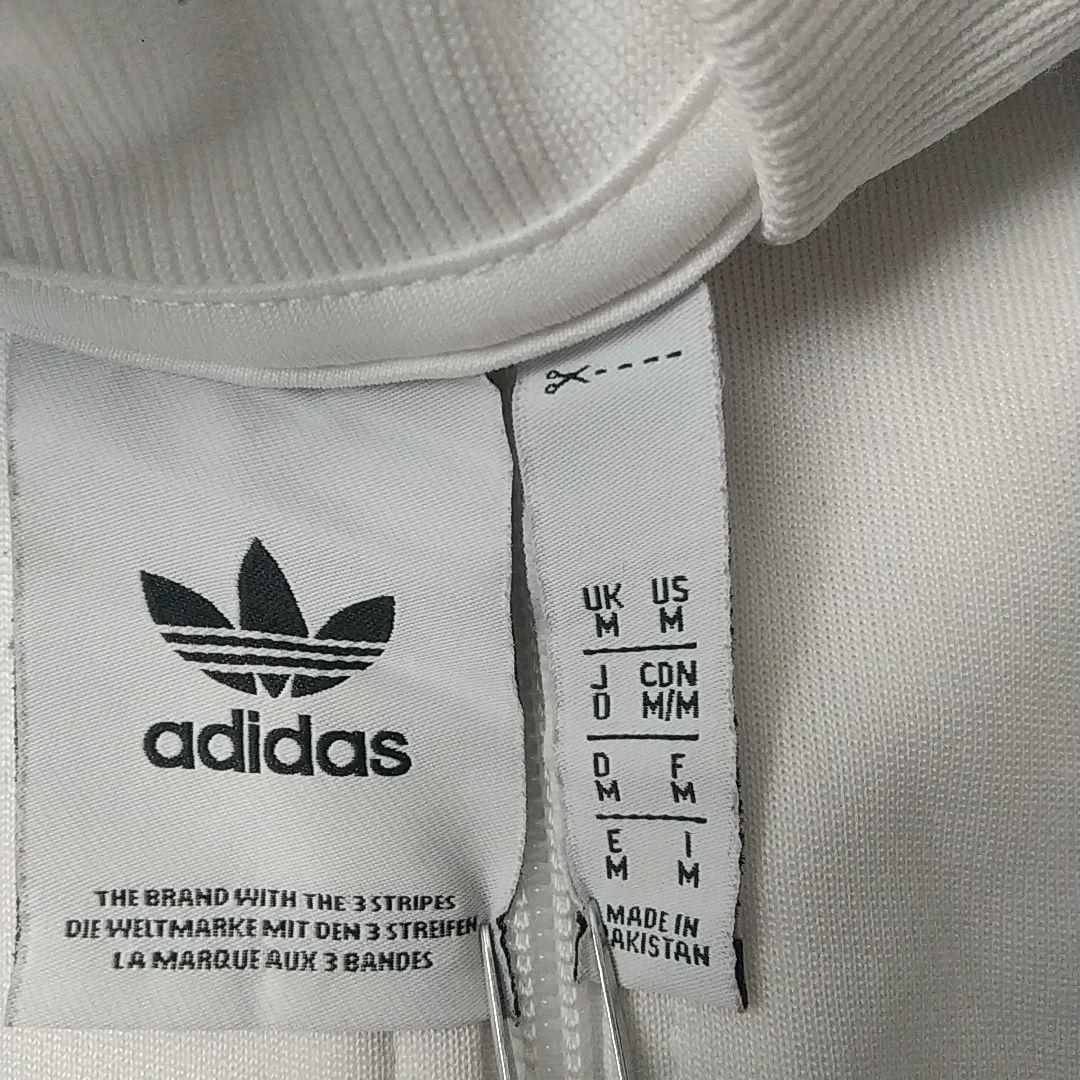 adidas
THE BRAND WITH THE 3 STRIPES
DIE WELTMARKE MIT DEN 3 STREIFEN
LA MARQUE AUX 3 BANDES
UK US
M M
J CDN
O M/M
D F
M M
E I
M M
MADE IN
PAKISTAN